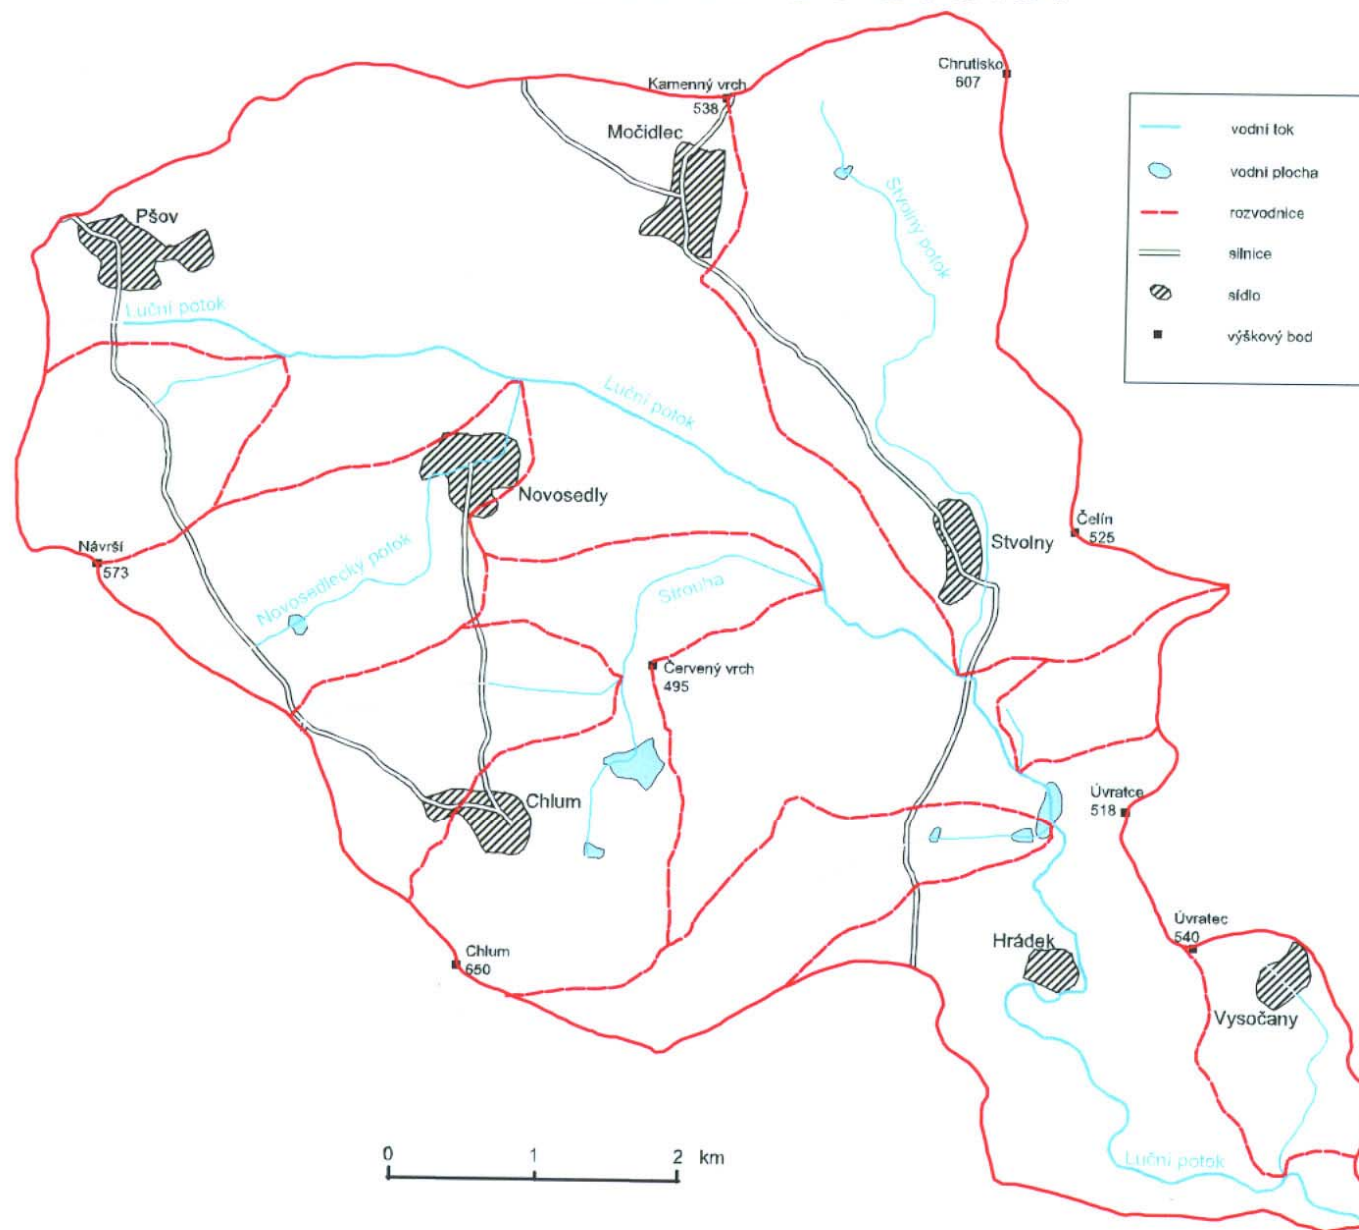 Chrutisko
607
Kamenný vrch
538
Močidlec
vodní tok
vodní plocha
rozvodnice
silnice
sídlo
výškový bod
Pšov
Stvolný potok
Luční potok
Luční potok
Novosedly
Stvolny
Čelín
525
Návrší
573
Novosedlecký potok
Strouha
Červený vrch
495
Chlum
Úvratce
518
Chlum
650
Hrádek
Úvratec
540
Vysočany
Luční potok
0 1 2 km